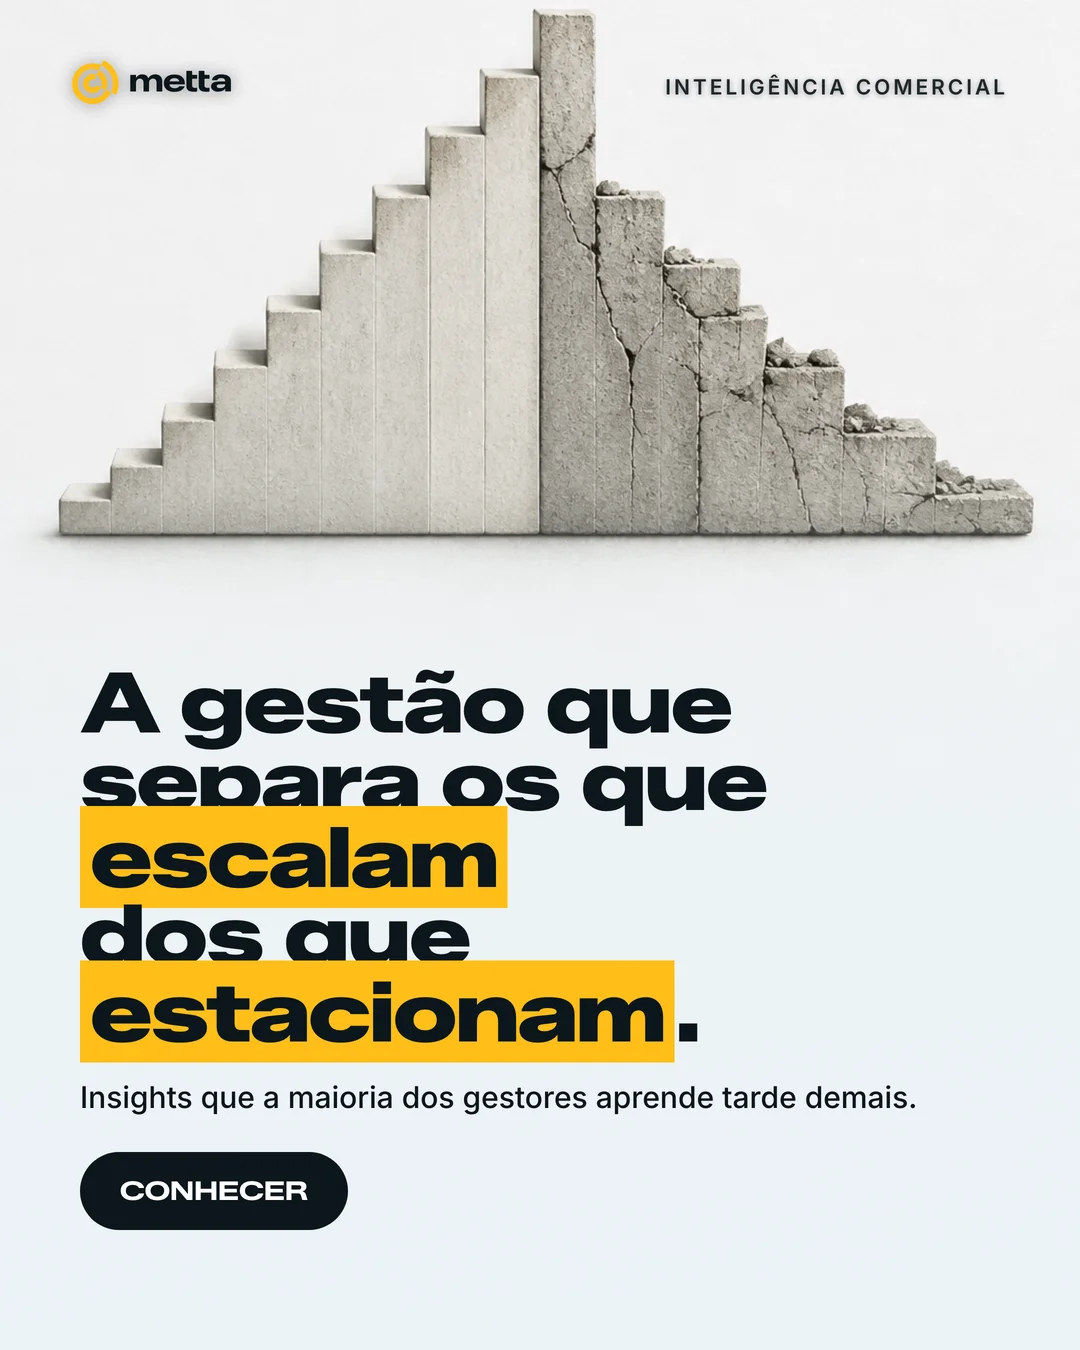 metta
INTELIGÊNCIA COMERCIAL
A gestão que
separa os que
escalam
dos que
estacionam.
Insights que a maioria dos gestores aprende tarde demais.
CONHECER